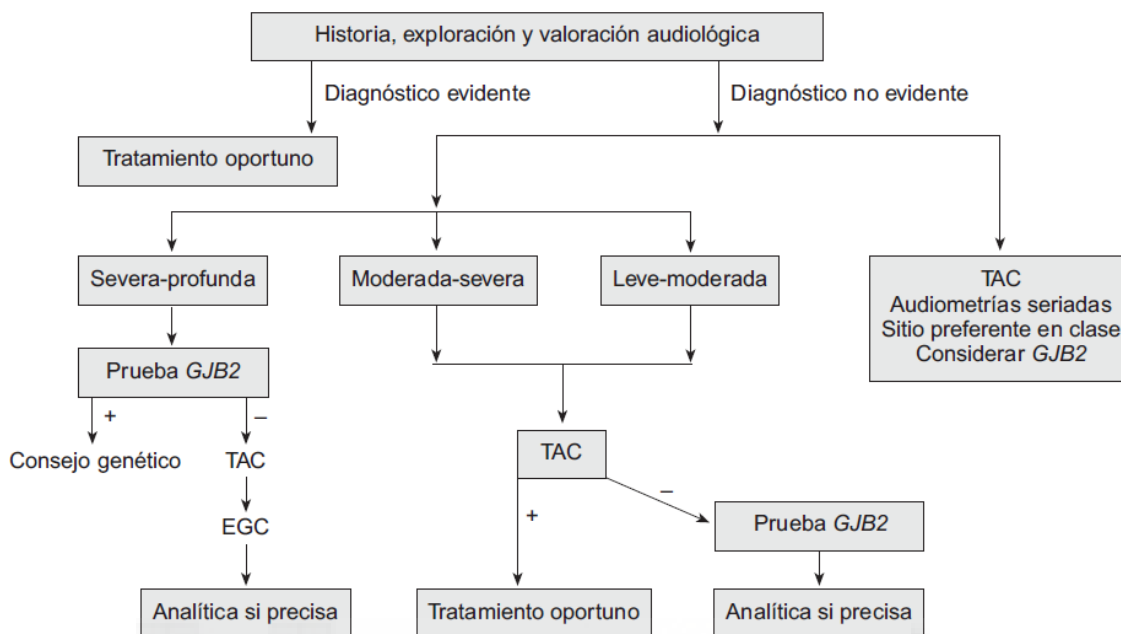 Historia, exploración y valoración audiológica
Diagnóstico evidente
Diagnóstico no evidente
Tratamiento oportuno
Severa-profunda
Moderada-severa
Leve-moderada
TAC
Audiometrías seriadas
Sitio preferente en clase
Considerar GJB2
Prueba GJB2
+
–
Consejo genético
TAC
EGC
Analítica si precisa
TAC
+
–
Tratamiento oportuno
Prueba GJB2
Analítica si precisa